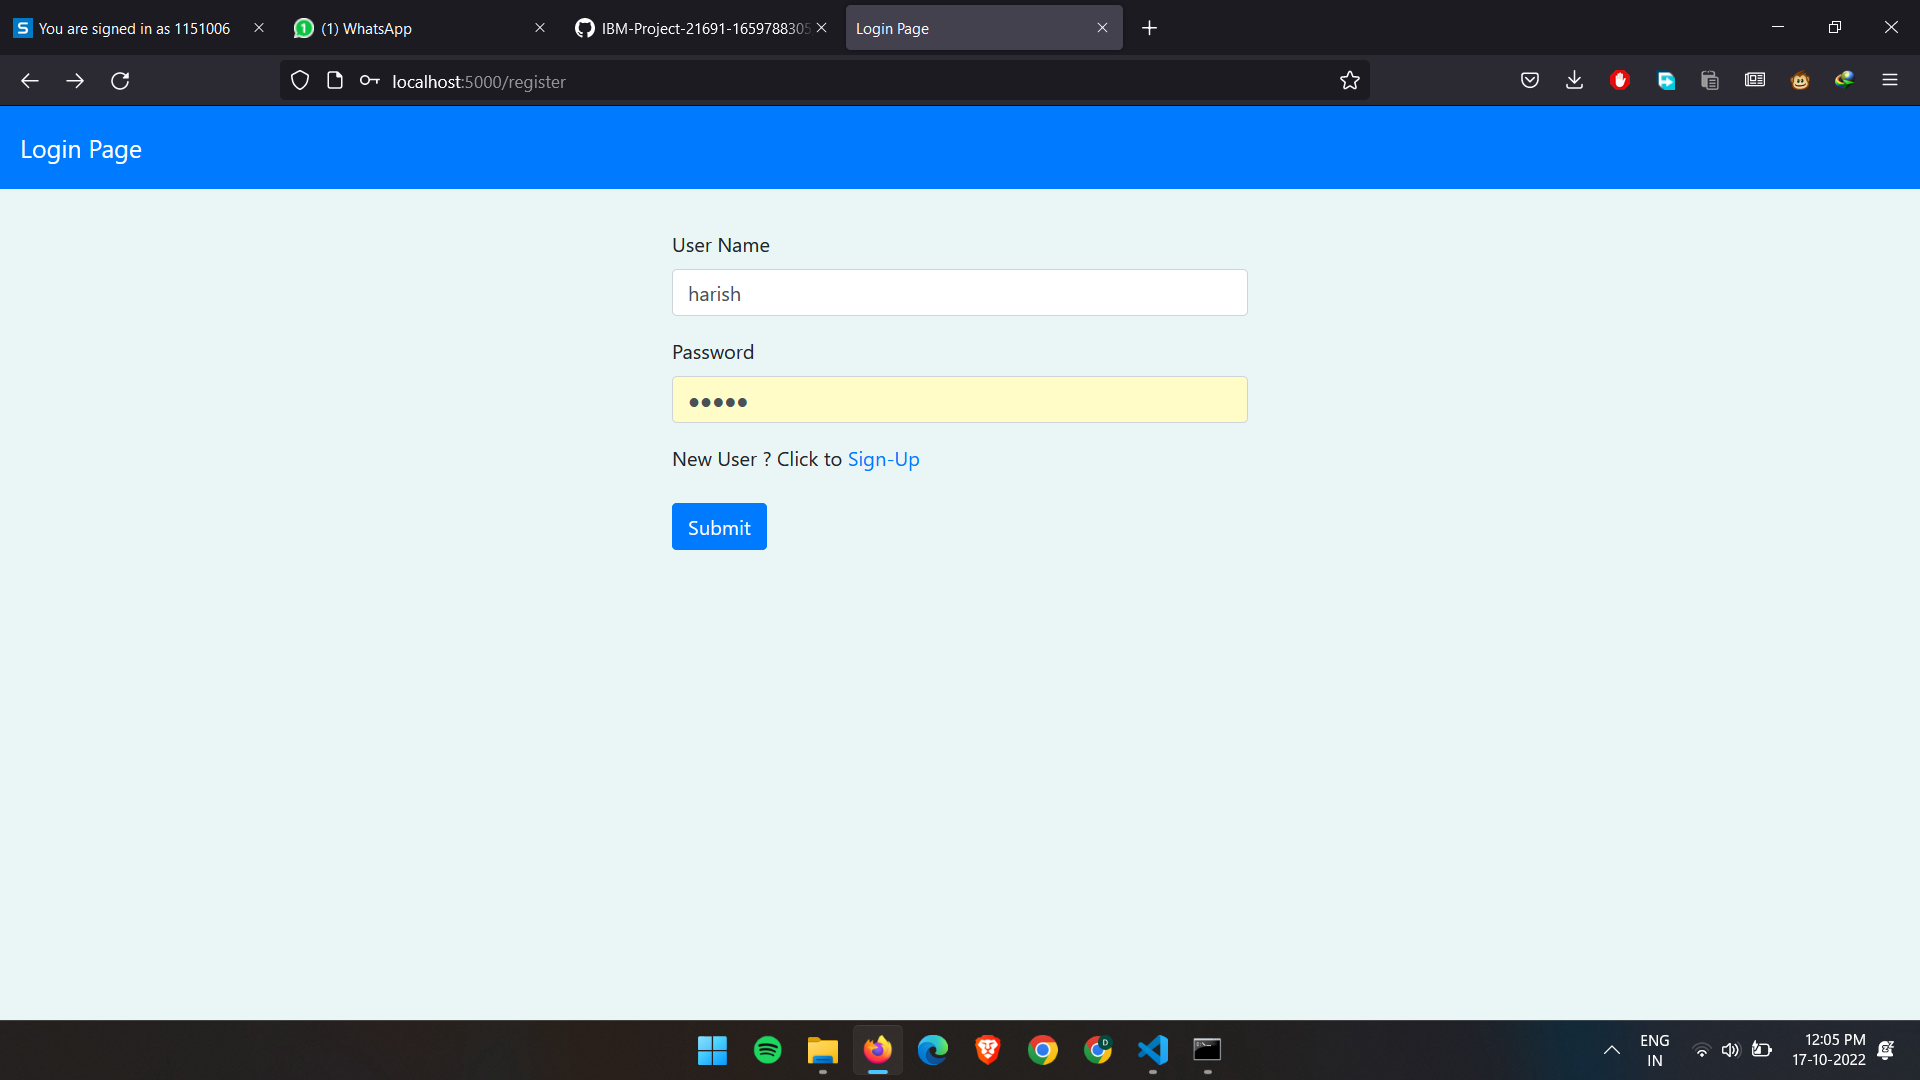 You are signed in as 1151006
(1) WhatsApp
IBM-Project-21691-1659788305
Login Page
localhost:5000/register
Login Page
User Name
harish
Password
●●●●●
New User ? Click to Sign-Up
Submit
ENG
IN
12:05 PM
17-10-2022